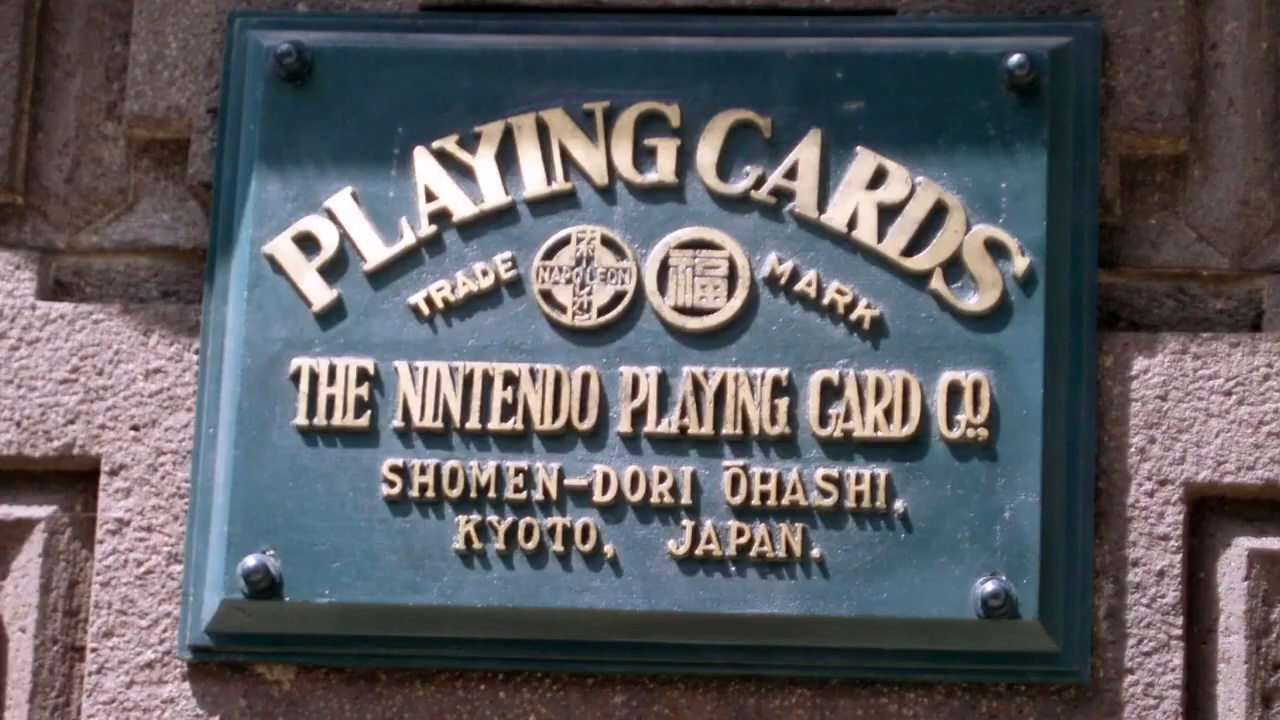 PLAYING CARDS
TRADE NAPOLEON 福 MARK
THE NINTENDO PLAYING CARD CO.,
SHOMEN-DORI ŌHASHI,
KYOTO, JAPAN.